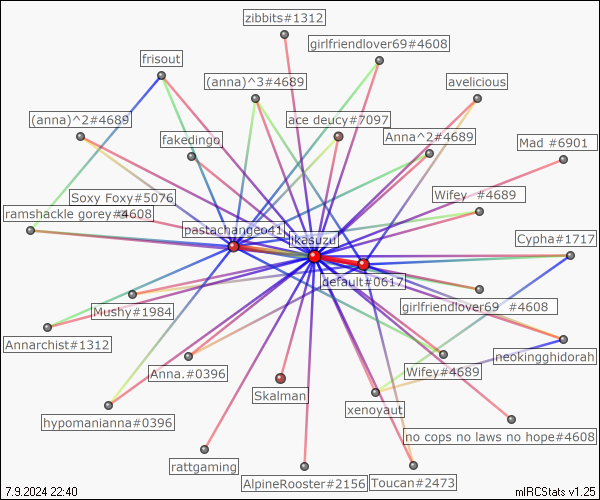 zibbits#1312
girlfriendlover69#4608
frisout
(anna)^3#4689
avelicious
(anna)^2#4689
ace deucy#7097
fakedingo
Anna^2#4689
Mad #6901
Soxy Foxy#5076
Wifey #4689
ramshackle gorey#4608
pastachangeo41
ikasuzu
Cypha#1717
default#0617
girlfriendlover69 #4608
Mushy#1984
Annarchist#1312
Anna.#0396
Wifey#4689
neokingghidorah
Skalman
xenoyaut
hypomanianna#0396
no cops no laws no hope#4608
rattgaming
AlpineRooster#2156
Toucan#2473
7.9.2024 22:40
mIRCStats v1.25